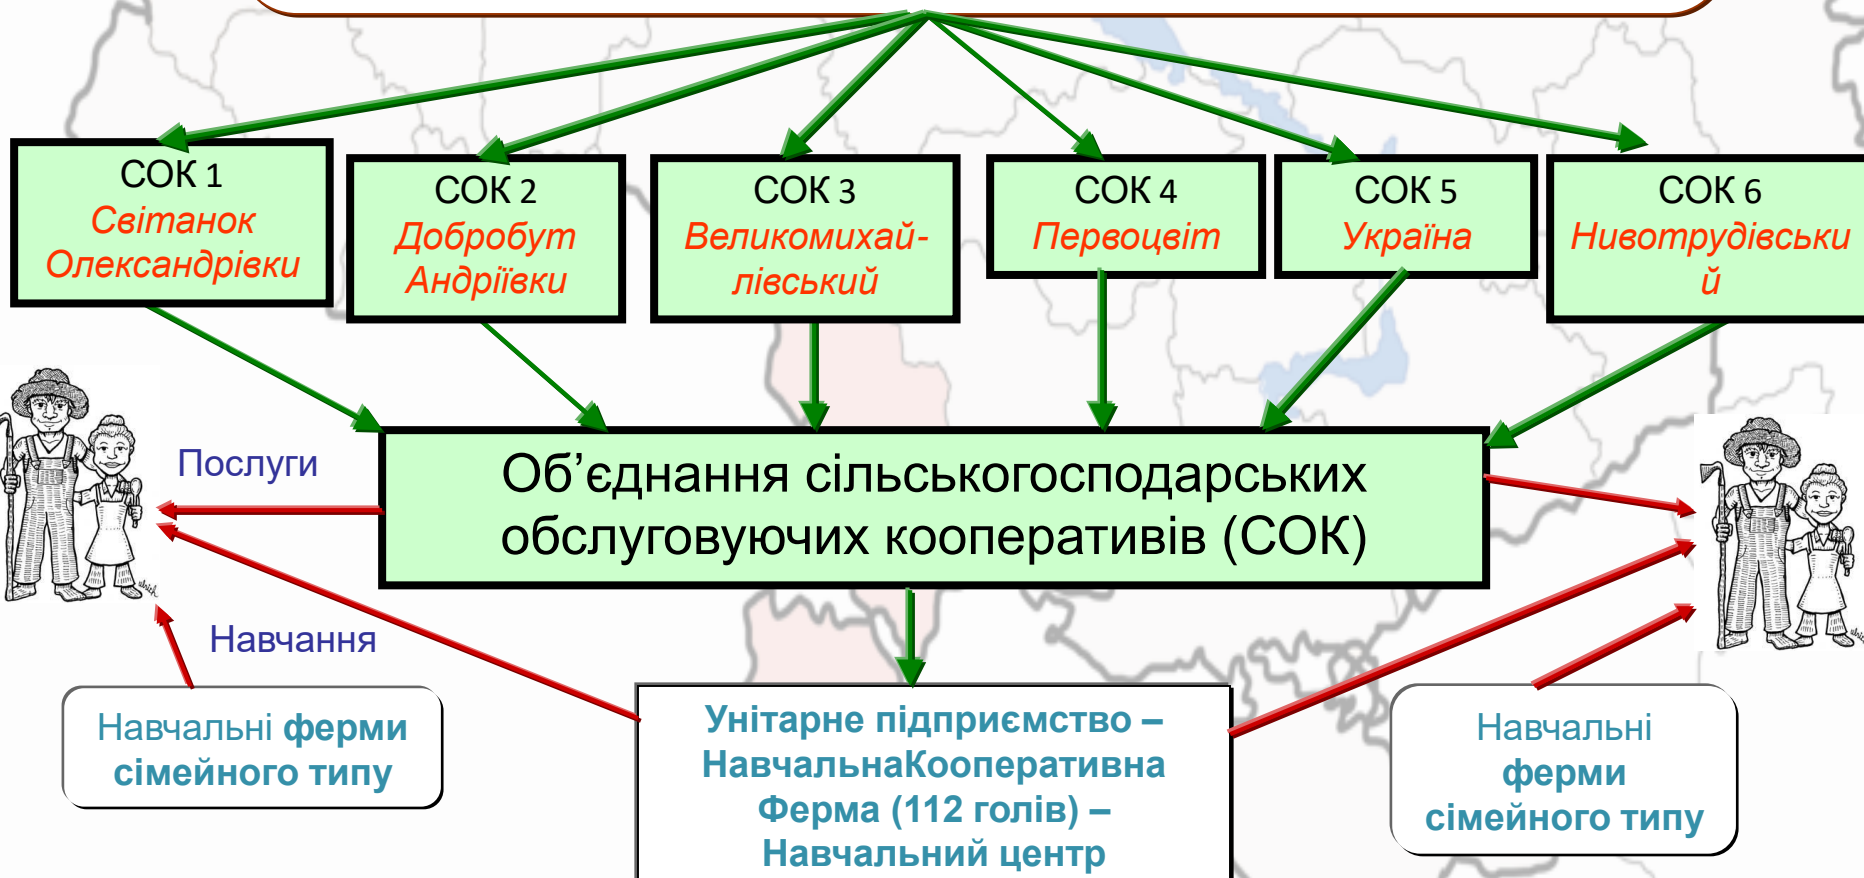 СОК 1
Світанок
Олександрівки
СОК 2
Добробут
Андріївки
СОК 3
Великомихай-
лівський
СОК 4
Первоцвіт
СОК 5
Україна
СОК 6
Нивотрудівськи
й
Послуги
Об’єднання сільськогосподарських
обслуговуючих кооперативів (СОК)
Навчання
Навчальні ферми
сімейного типу
Унітарне підприємство –
НавчальнаКооперативна
Ферма (112 голів) –
Навчальний центр
Навчальні
ферми
сімейного типу